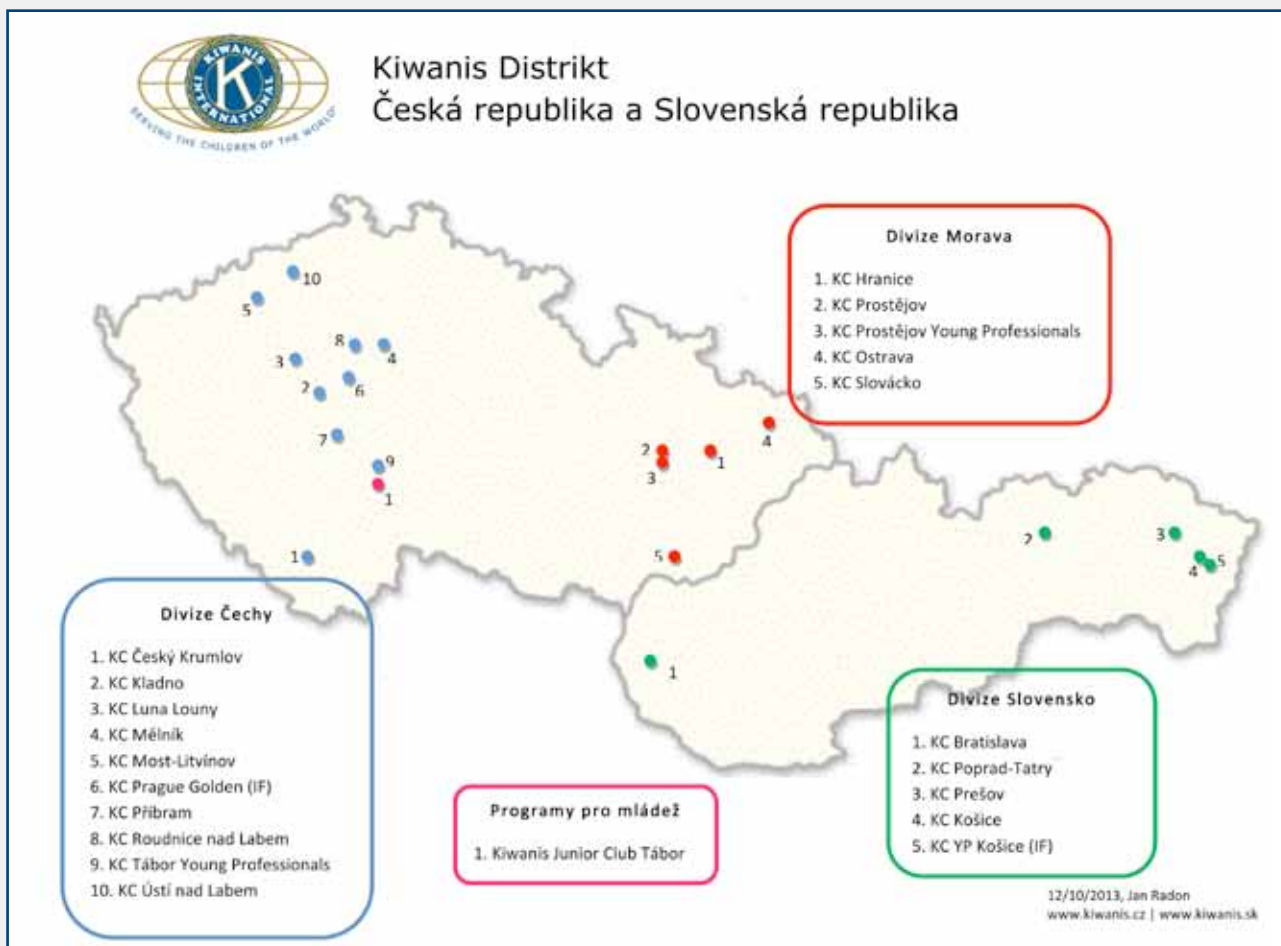 KIWANIS
K
INTERNATIONAL
SERVING THE CHILDREN OF THE WORLD
Kiwanis Distrikt
Česká republika a Slovenská republika
Divize Morava
1. KC Hranice
2. KC Prostějov
3. KC Prostějov Young Professionals
4. KC Ostrava
5. KC Slovácko
10
5
8
4
3
6
2
7
9
1
1
4
2
1
3
5
2
3
4
5
1
Divize Čechy
1. KC Český Krumlov
2. KC Kladno
3. KC Luna Louny
4. KC Mělník
5. KC Most-Litvínov
6. KC Prague Golden (IF)
7. KC Příbram
8. KC Roudnice nad Labem
9. KC Tábor Young Professionals
10. KC Ústí nad Labem
Programy pro mládež
1. Kiwanis Junior Club Tábor
Divize Slovensko
1. KC Bratislava
2. KC Poprad-Tatry
3. KC Prešov
4. KC Košice
5. KC YP Košice (IF)
12/10/2013, Jan Radon
www.kiwanis.cz | www.kiwanis.sk